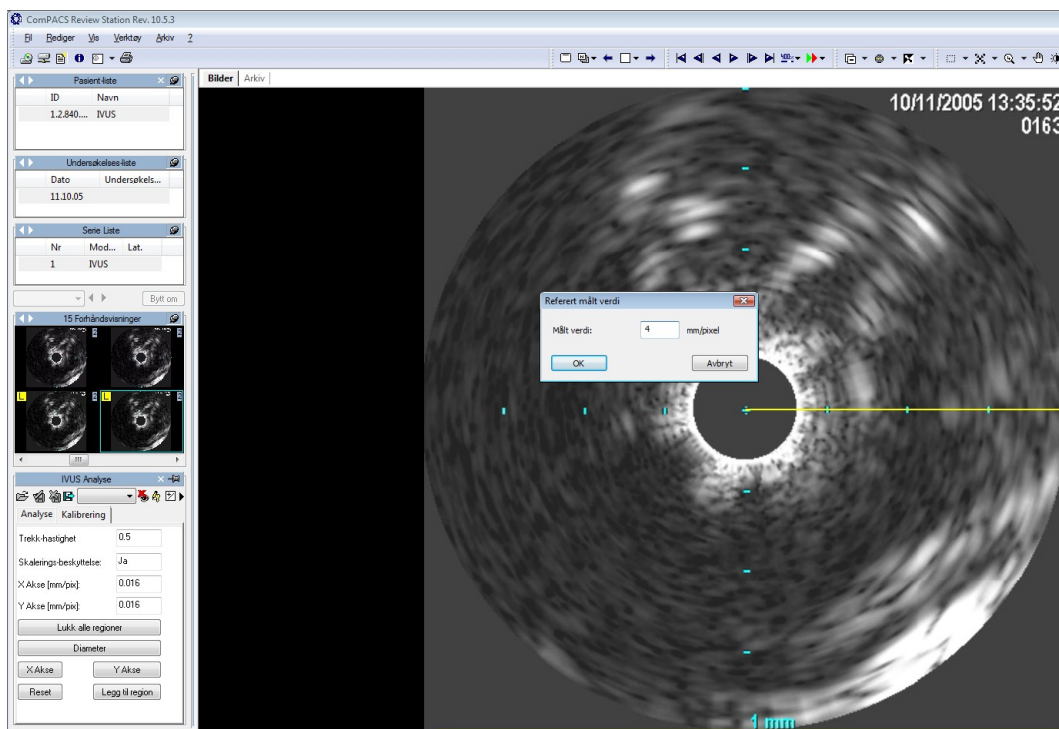 ComPACS Review Station Rev. 10.5.3
Fil Rediger Vis Verktøy Arkiv ?
Pasient-liste
ID Navn
1.2.840.... IVUS
Undersøkelses-liste
Dato Undersøkels...
11.10.05
Serie Liste
Nr Mod... Lat.
1 IVUS
Bytt om
15 Forhåndsvisninger
L
L
IVUS Analyse
Analyse Kalibrering
Trekk-hastighet 0.5
Skalerings-beskyttelse: Ja
X Akse [mm/pix]: 0.016
Y Akse [mm/pix]: 0.016
Lukk alle regioner
Diameter
X Akse Y Akse
Reset Legg til region
Bilder Arkiv
10/11/2005 13:35:52
0163
Referert målt verdi
Målt verdi: 4 mm/pixel
OK Avbryt
1 mm